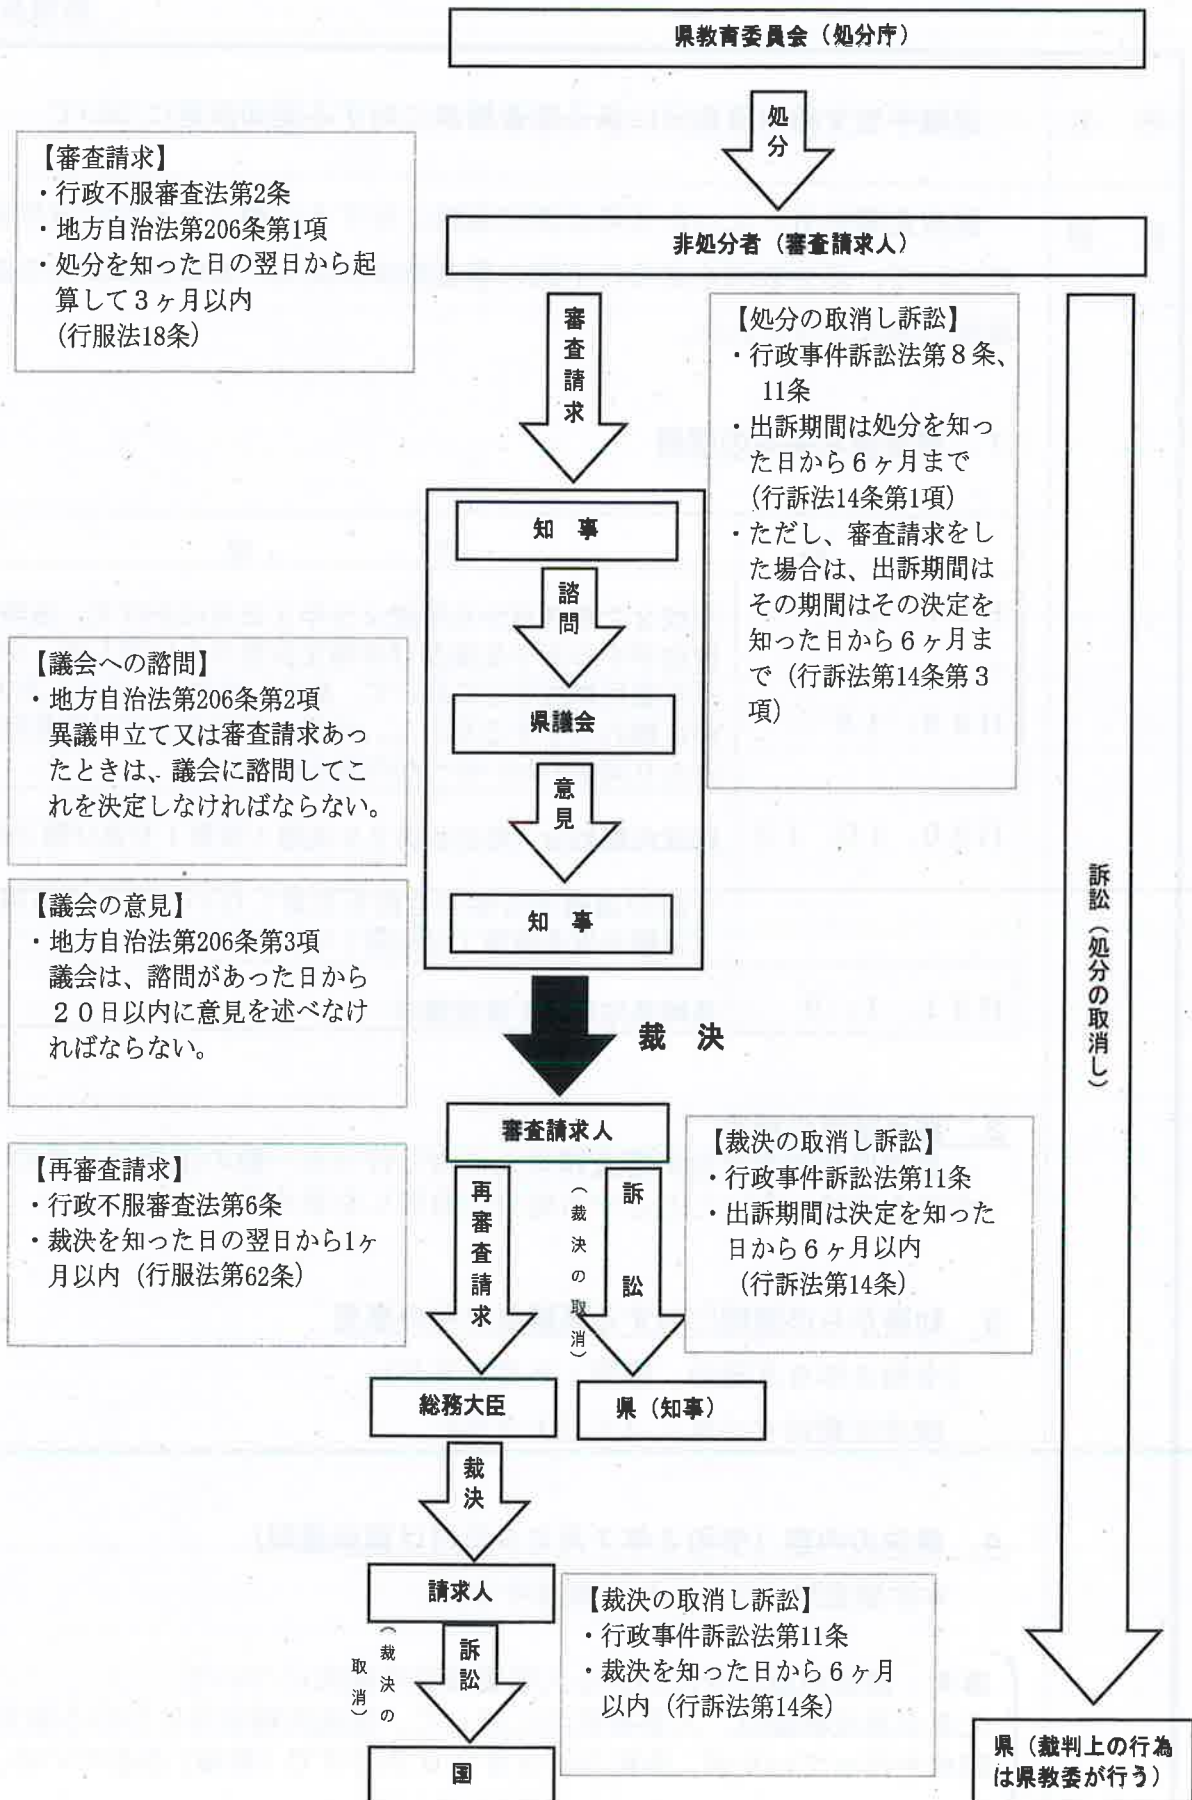 県教育委員会(処分庁)
処分
【審査請求】
・行政不服審査法第2条
・地方自治法第206条第1項
・処分を知った日の翌日から起
算して3ヶ月以内
(行服法18条)
非処分者(審査請求人)
審査請求
【処分の取消し訴訟】
・行政事件訴訟法第8条、
11条
・出訴期間は処分を知っ
た日から6ヶ月まで
(行訴法14条第1項)
・ただし、審査請求をし
た場合は、出訴期間は
その期間はその決定を
知った日から6ヶ月ま
で(行訴法第14条第3
項)
知 事
諮問
【議会への諮問】
・地方自治法第206条第2項
異議申立て又は審査請求あっ
たときは、議会に諮問してこ
れを決定しなければならない。
県議会
意見
【議会の意見】
・地方自治法第206条第3項
議会は、諮問があった日から
20日以内に意見を述べなけ
ればならない。
知 事
訴訟(処分の取消し)
裁 決
審査請求人
【再審査請求】
・行政不服審査法第6条
・裁決を知った日の翌日から1ヶ
月以内(行服法第62条)
再審査請求
(裁決の取消)
訴訟
【裁決の取消し訴訟】
・行政事件訴訟法第11条
・出訴期間は決定を知った
日から6ヶ月以内
(行訴法第14条)
総務大臣
県(知事)
裁決
請求人
(裁決の
取消)
訴訟
【裁決の取消し訴訟】
・行政事件訴訟法第11条
・裁決を知った日から6ヶ月
以内(行訴法第14条)
国
県(裁判上の行為
は県教委が行う)